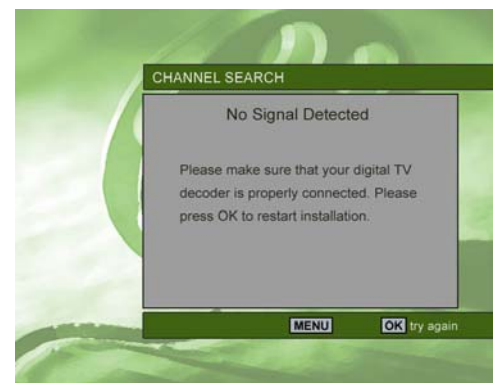 CHANNEL SEARCH
No Signal Detected
Please make sure that your digital TV
decoder is properly connected. Please
press OK to restart installation.
MENU OK try again